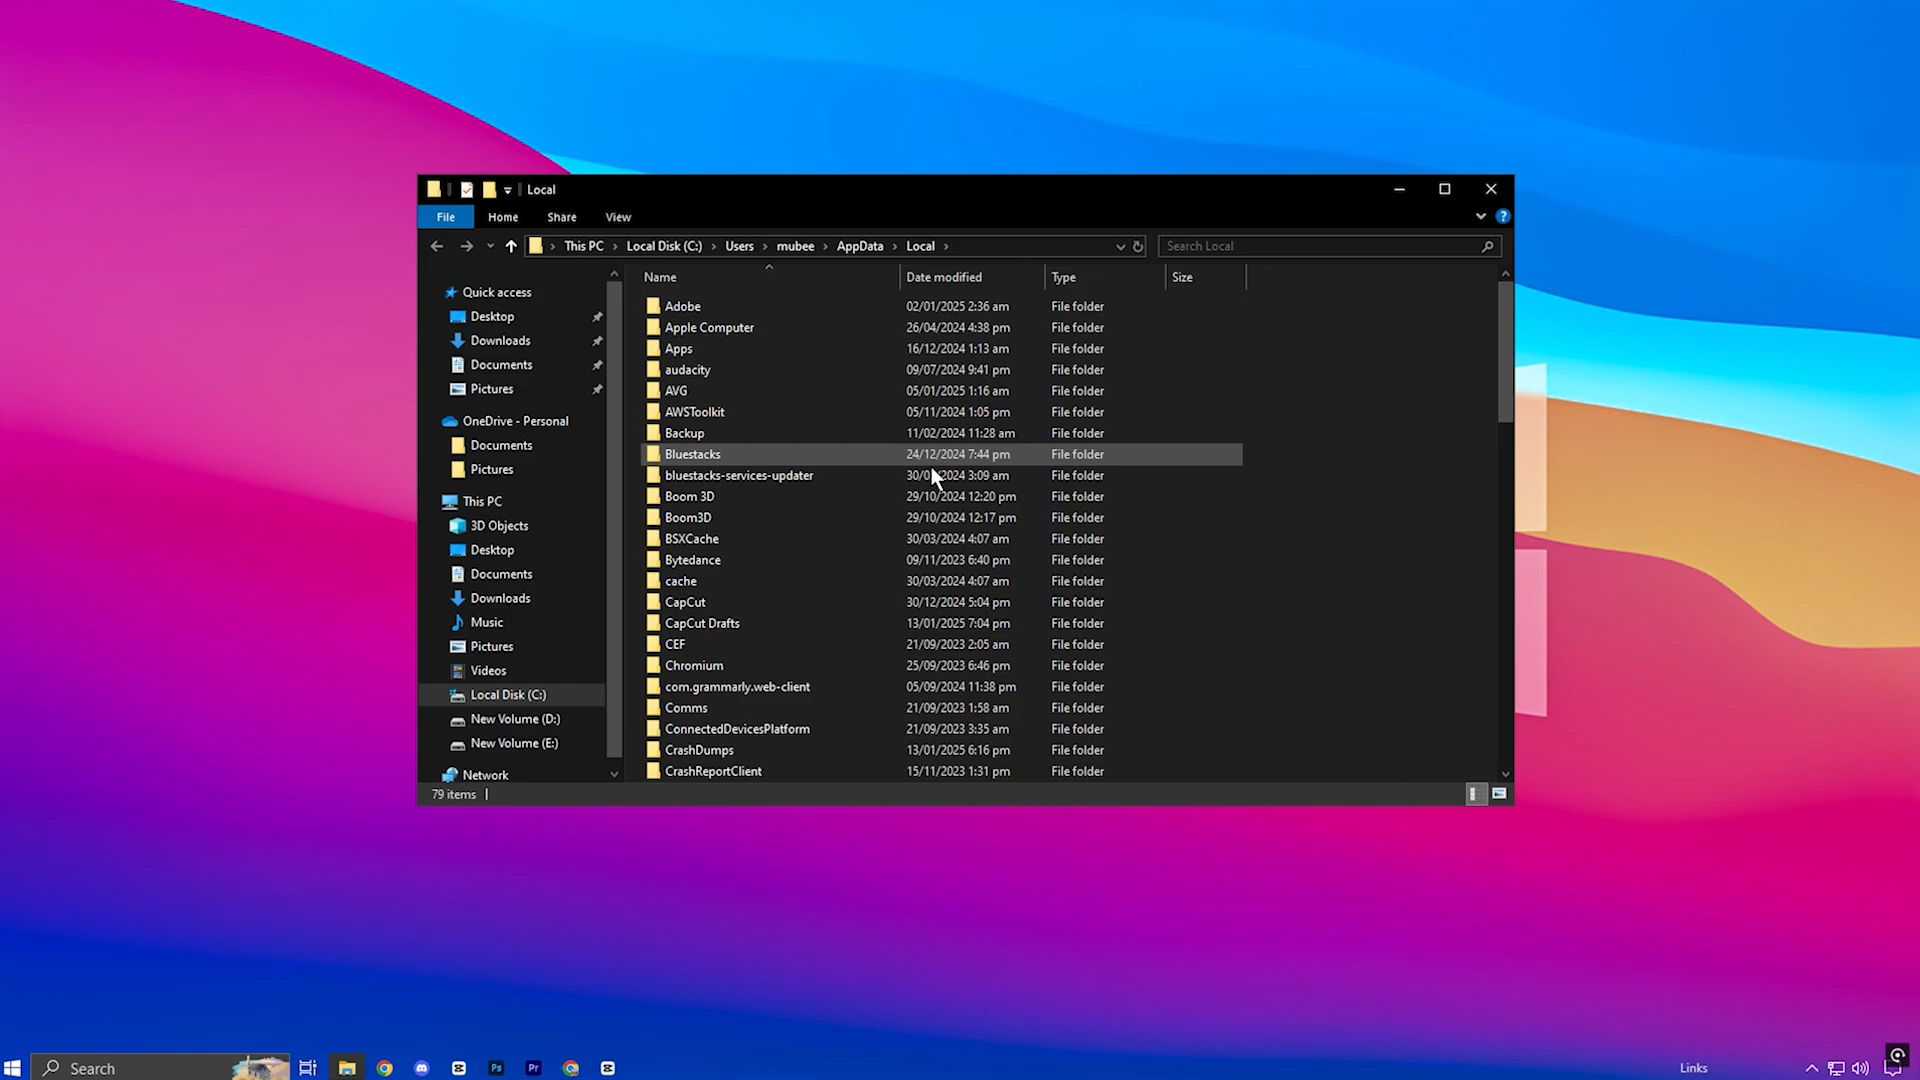 Local
File Home Share View
This PC Local Disk (C:) Users mubee AppData Local Search Local
Name Date modified Type Size
Quick access
Desktop
Downloads
Documents
Pictures
OneDrive - Personal
Documents
Pictures
This PC
3D Objects
Desktop
Documents
Downloads
Music
Pictures
Videos
Local Disk (C:)
New Volume (D:)
New Volume (E:)
Network
Adobe 02/01/2025 2:36 am File folder
Apple Computer 26/04/2024 4:38 pm File folder
Apps 16/12/2024 1:13 am File folder
audacity 09/07/2024 9:41 pm File folder
AVG 05/01/2025 1:16 am File folder
AWSToolkit 05/11/2024 1:05 pm File folder
Backup 11/02/2024 11:28 am File folder
Bluestacks 24/12/2024 7:44 pm File folder
bluestacks-services-updater 3:09 am File folder
Boom 3D 29/10/2024 12:20 pm File folder
Boom3D 29/10/2024 12:17 pm File folder
BSXCache 30/03/2024 4:07 am File folder
Bytedance 09/11/2023 6:40 pm File folder
cache 30/03/2024 4:07 am File folder
CapCut 30/12/2024 5:04 pm File folder
CapCut Drafts 13/01/2025 7:04 pm File folder
CEF 21/09/2023 2:05 am File folder
Chromium 25/09/2023 6:46 pm File folder
com.grammarly.web-client 05/09/2024 11:38 pm File folder
Comms 21/09/2023 1:58 am File folder
ConnectedDevicesPlatform 21/09/2023 3:35 am File folder
CrashDumps 13/01/2025 6:16 pm File folder
CrashReportClient 15/11/2023 1:31 pm File folder
79 items
Search Ps Pr Links